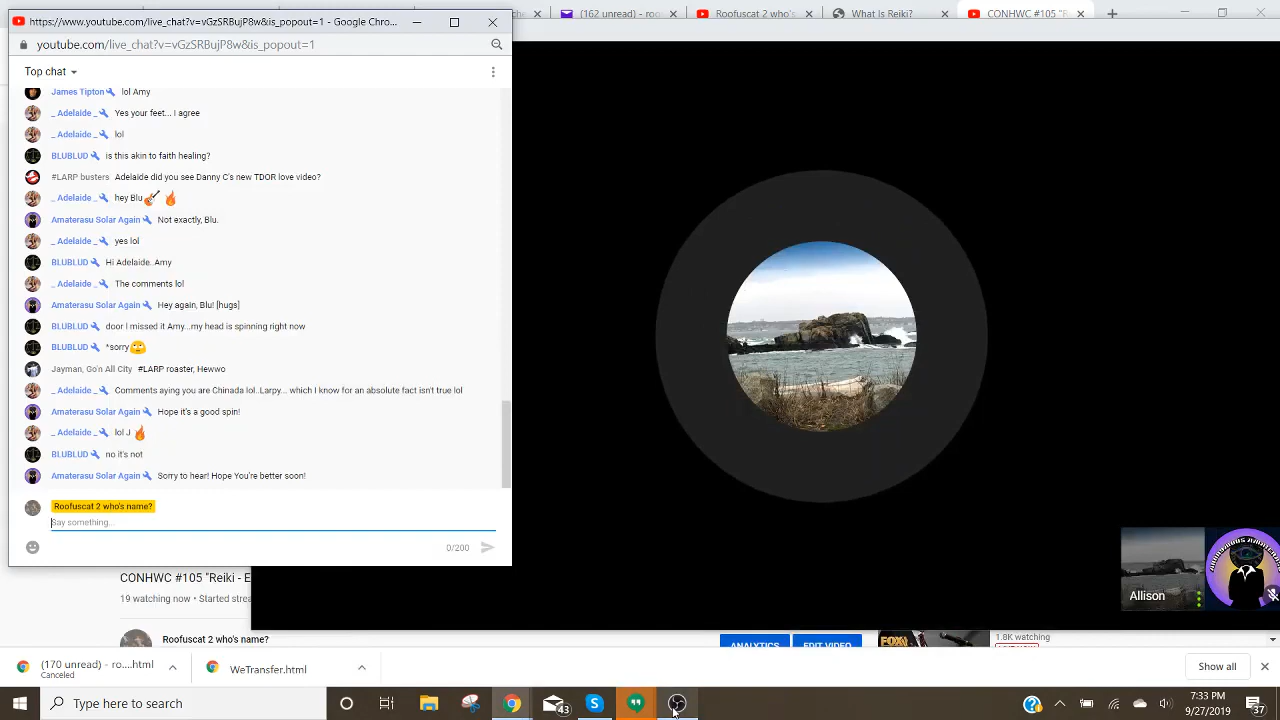 https://www.youtube.com/live_chat?v=vGzSRBujP8w&is_popout=1 - Google Chro...
(162 unread) - ro
Roofuscat 2 who's
What Is Reiki?
CONHWC #105 "R
youtube.com/live_chat?v=vGzSRBujP8w&is_popout=1
Top chat
James Tipton lol Amy
_ Adelaide _ Yes your feet... I agree
_ Adelaide _ lol
BLUBLUD is this akin to faith healing?
#LARP busters Adelaide did you see Danny C's new TDOR love video?
_ Adelaide _ hey Blu
Amaterasu Solar Again Not exactly, Blu.
_ Adelaide _ yes lol
BLUBLUD Hi Adelaide..Amy
_ Adelaide _ The comments lol
Amaterasu Solar Again Hey again, Blu! [hugs]
BLUBLUD door I missed it Amy...my head is spinning right now
BLUBLUD *sorry
Jayman, Go'n All City #LARP roaster, Hewwo
_ Adelaide _ Comments aying you are Chinada lol..Larpy... which I know for an absolute fact isn't true lol
Amaterasu Solar Again Hope it's a good spin!
_ Adelaide _ lol J
BLUBLUD no it's not
Amaterasu Solar Again Sorry to hear! Hope You're better soon!
Roofuscat 2 who's name?
Say something...
0/200
CONHWC #105 "Reiki - E
19 watching now • Started strea
Roofuscat 2 who's name?
Allison
ANALYTICS
EDIT VIDEO
FOX
1.8K watching
LIVE NOW
(170 unread) - ro....html
Canceled
WeTransfer.html
Show all
Type here to search
43
7:33 PM
9/27/2019
37